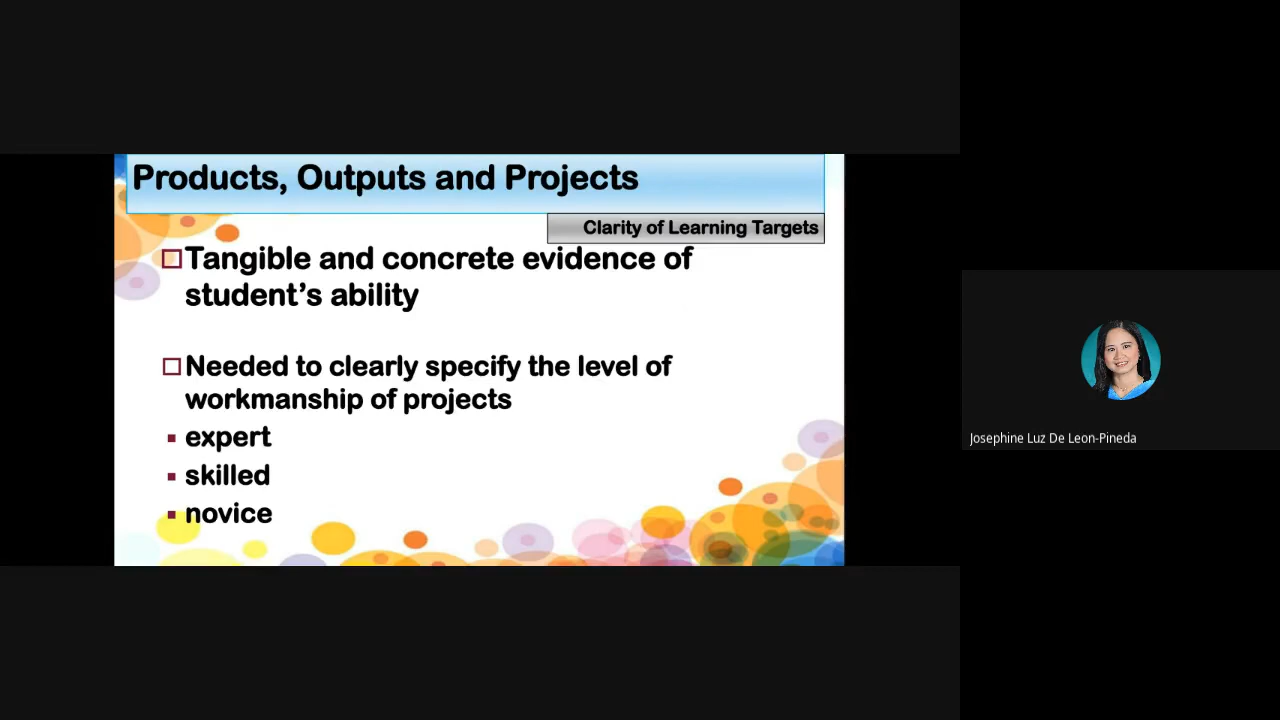 Products, Outputs and Projects
Clarity of Learning Targets
Tangible and concrete evidence of
student’s ability
Needed to clearly specify the level of
workmanship of projects
expert
skilled
novice
Josephine Luz De Leon-Pineda